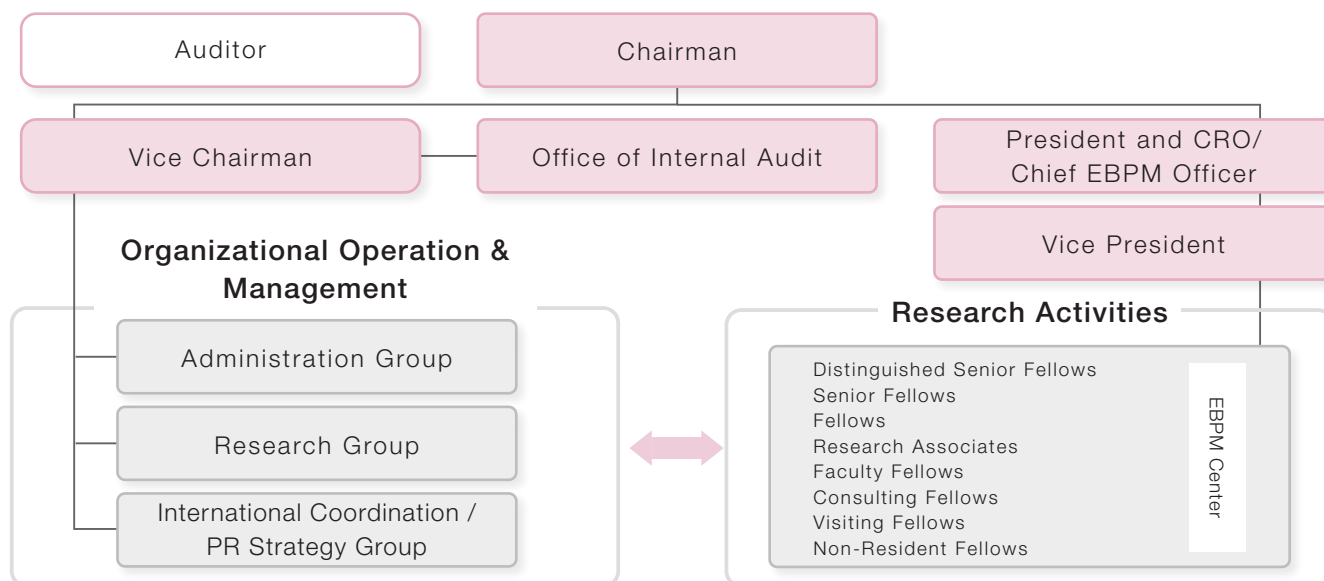 Auditor
Chairman
Vice Chairman
Office of Internal Audit
President and CRO/
Chief EBPM Officer
Vice President
Organizational Operation &
Management
Administration Group
Research Group
International Coordination /
PR Strategy Group
Research Activities
Distinguished Senior Fellows
Senior Fellows
Fellows
Research Associates
Faculty Fellows
Consulting Fellows
Visiting Fellows
Non-Resident Fellows
EBPM Center